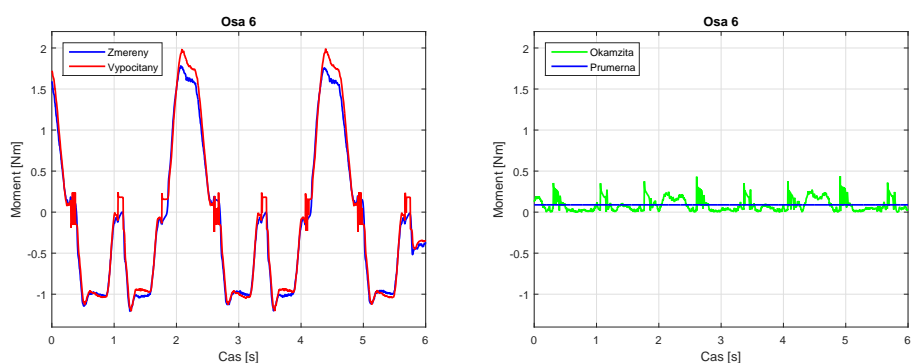 Osa 6
Zmereny
Vypocitany
2
1.5
1
0.5
0
-0.5
-1
Moment [Nm]
0 1 2 3 4 5 6
Cas [s]
Osa 6
Okamzita
Prumerna
2
1.5
1
0.5
0
-0.5
-1
Moment [Nm]
0 1 2 3 4 5 6
Cas [s]